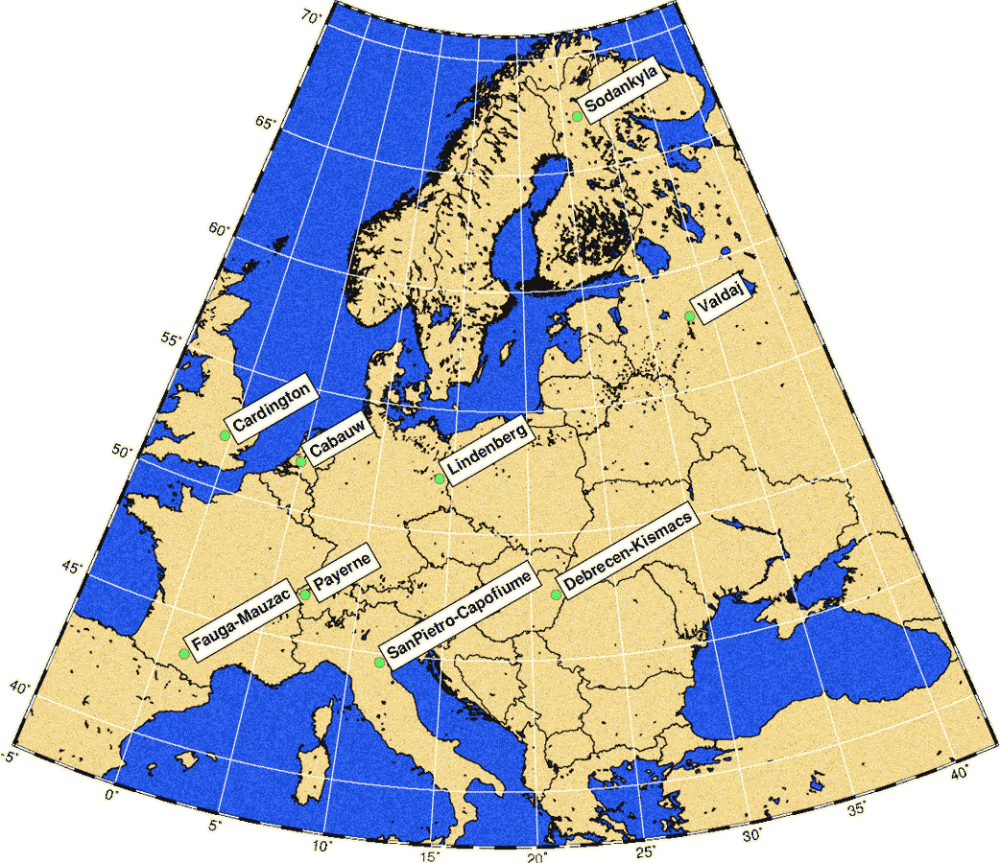 70°
65°
60°
55°
50°
45°
40°
-5°
0°
5°
10°
15°
20°
25°
30°
35°
40°
Sodankyla
Valdaj
Cardington
Cabauw
Lindenberg
Debrecen-Kismacs
Payerne
Fauga-Mauzac
SanPietro-Capofiume